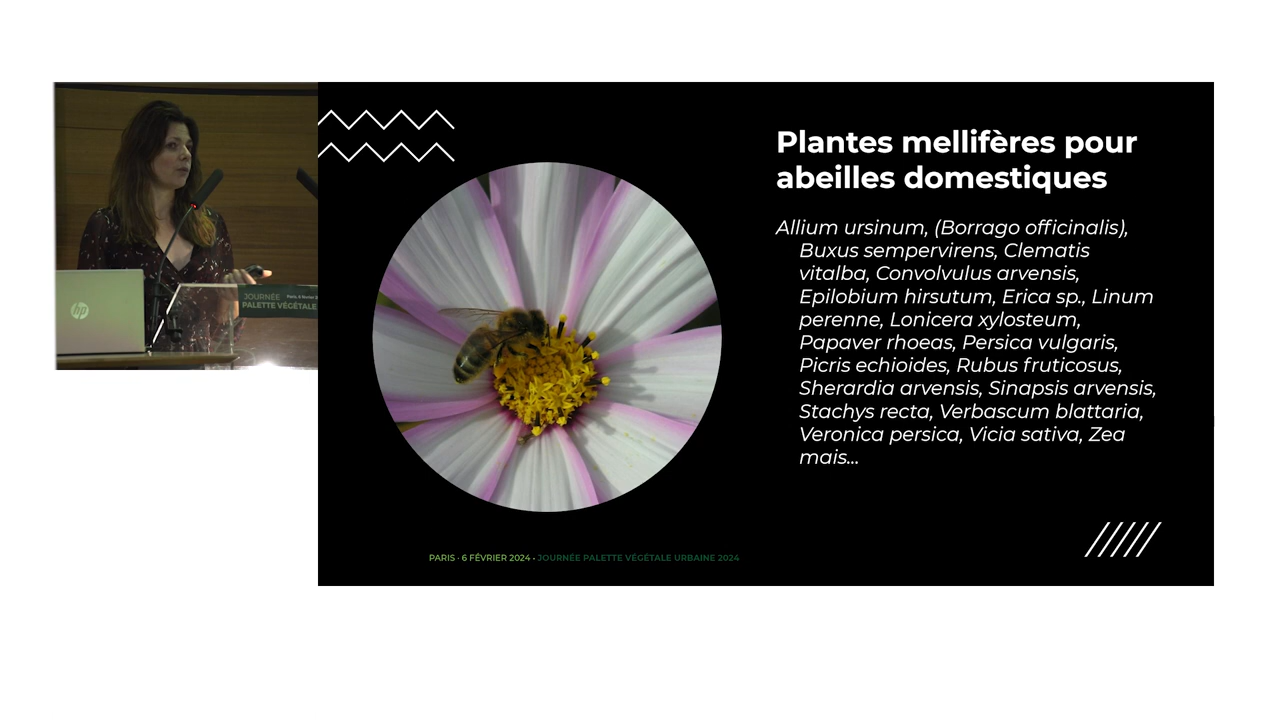 Plantes mellifères pour
abeilles domestiques
Allium ursinum, (Borrago officinalis),
Buxus sempervirens, Clematis
vitalba, Convolvulus arvensis,
Epilobium hirsutum, Erica sp., Linum
perenne, Lonicera xylosteum,
Papaver rhoeas, Persica vulgaris,
Picris echioides, Rubus fruticosus,
Sherardia arvensis, Sinapsis arvensis,
Stachys recta, Verbascum blattaria,
Veronica persica, Vicia sativa, Zea
mais...
hp
JOURNÉE
PALETTE VÉGÉTALE
PARIS · 6 FÉVRIER 2024 • JOURNÉE PALETTE VÉGÉTALE URBAINE 2024